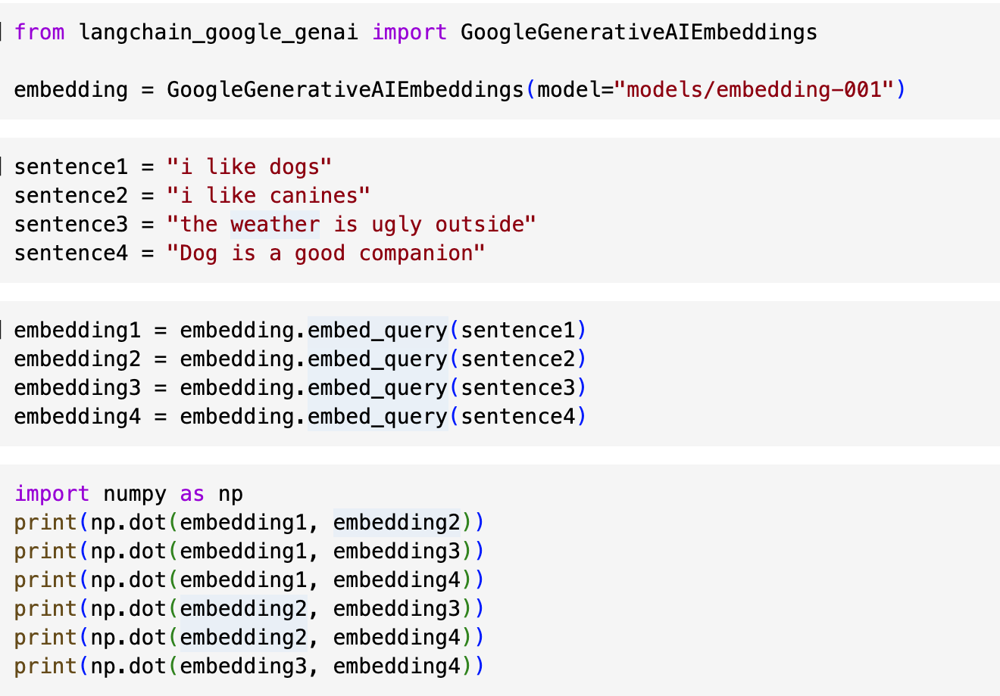 from langchain_google_genai import GoogleGenerativeAIEmbeddings
embedding = GoogleGenerativeAIEmbeddings(model="models/embedding-001")
sentence1 = "i like dogs"
sentence2 = "i like canines"
sentence3 = "the weather is ugly outside"
sentence4 = "Dog is a good companion"
embedding1 = embedding.embed_query(sentence1)
embedding2 = embedding.embed_query(sentence2)
embedding3 = embedding.embed_query(sentence3)
embedding4 = embedding.embed_query(sentence4)
import numpy as np
print(np.dot(embedding1, embedding2))
print(np.dot(embedding1, embedding3))
print(np.dot(embedding1, embedding4))
print(np.dot(embedding2, embedding3))
print(np.dot(embedding2, embedding4))
print(np.dot(embedding3, embedding4))